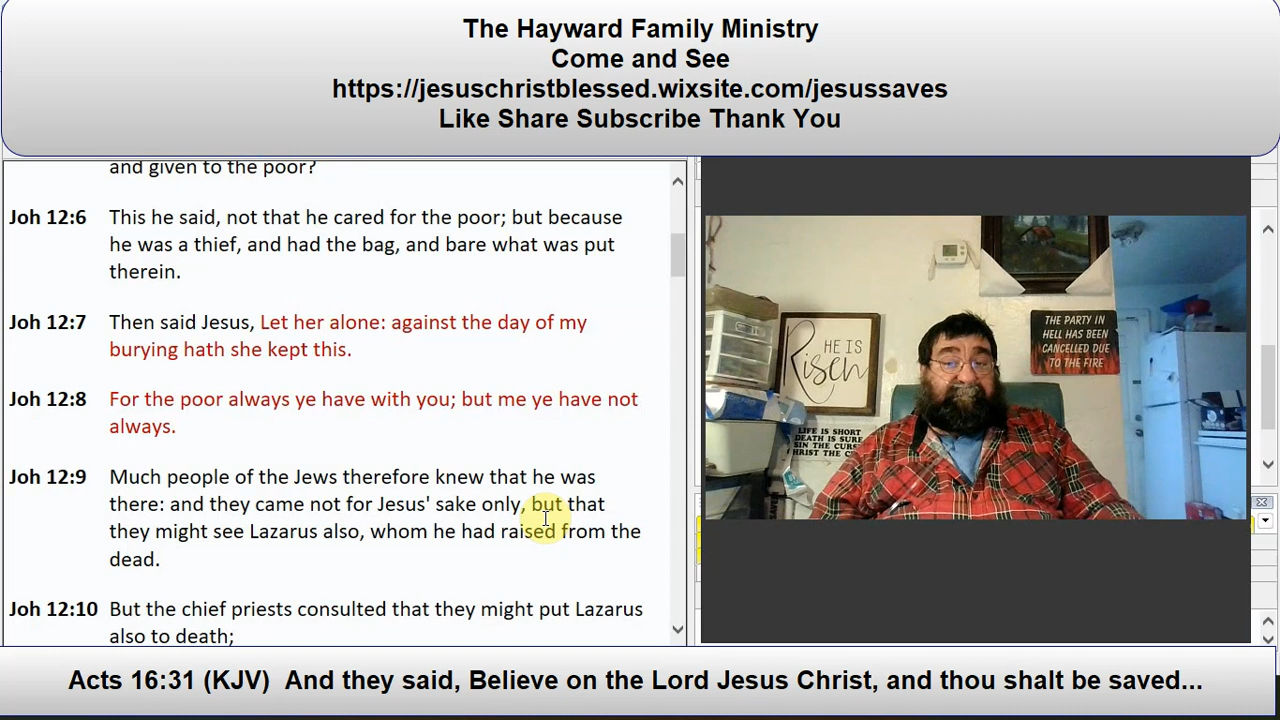 The Hayward Family Ministry
Come and See
https://jesuschristblessed.wixsite.com/jesussaves
Like Share Subscribe Thank You
and given to the poor?
Joh 12:6 This he said, not that he cared for the poor; but because
he was a thief, and had the bag, and bare what was put
therein.
Joh 12:7 Then said Jesus, Let her alone: against the day of my
burying hath she kept this.
Joh 12:8 For the poor always ye have with you; but me ye have not
always.
Joh 12:9 Much people of the Jews therefore knew that he was
there: and they came not for Jesus' sake only, but that
they might see Lazarus also, whom he had raised from the
dead.
Joh 12:10 But the chief priests consulted that they might put Lazarus
also to death;
HE IS
Risen
THE PARTY IN
HELL HAS BEEN
CANCELLED DUE
TO THE FIRE
LIFE IS SHORT
DEATH IS SURE
SIN THE CURSE
Acts 16:31 (KJV) And they said, Believe on the Lord Jesus Christ, and thou shalt be saved...